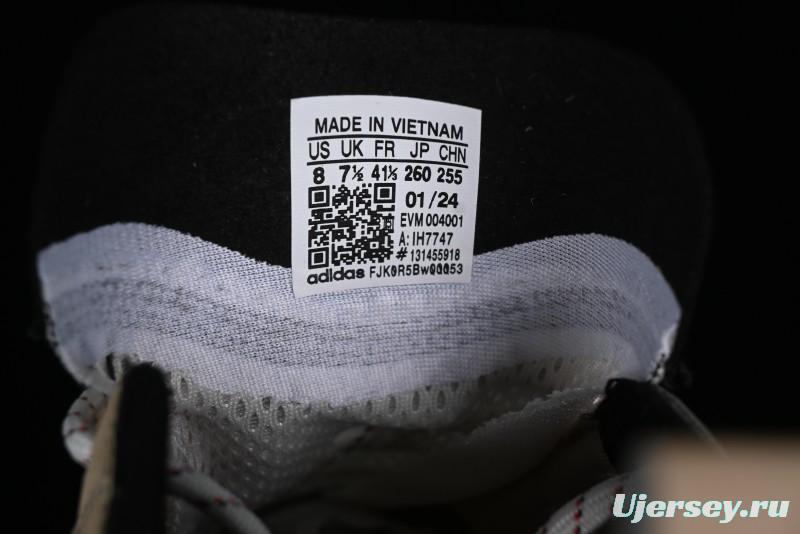 MADE IN VIETNAM
US UK FR JP CHN
8 7½ 41⅓ 260 255
01/24
EVM 004001
A: IH7747
# 131455918
adidas FJK0R5Bw00053
Ujersey.ru